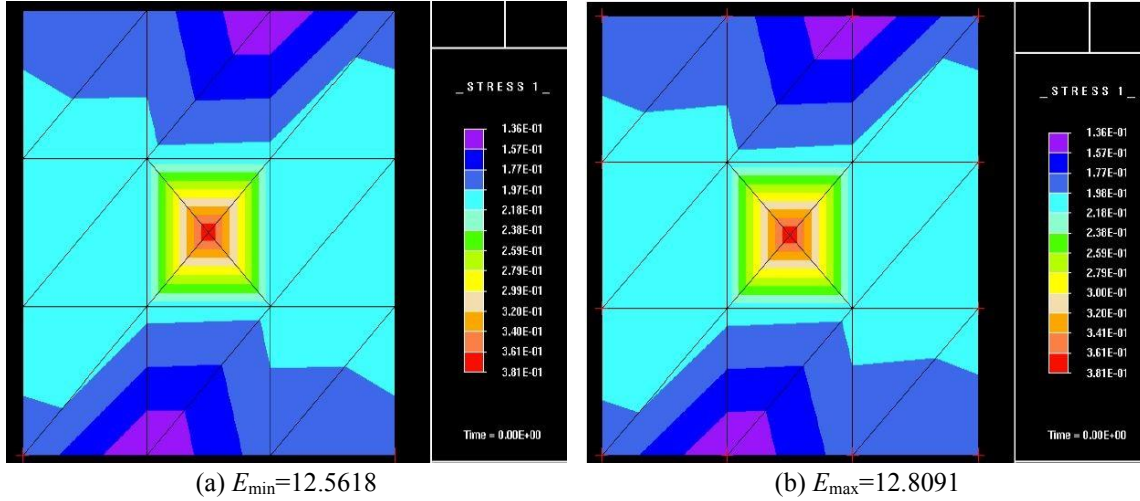 _ STRESS 1 _
1.36E-01
1.57E-01
1.77E-01
1.97E-01
2.18E-01
2.38E-01
2.59E-01
2.79E-01
2.99E-01
3.20E-01
3.40E-01
3.61E-01
3.81E-01
Time = 0.00E+00
(a) Emin=12.5618
_ STRESS 1 _
1.36E-01
1.57E-01
1.77E-01
1.98E-01
2.18E-01
2.38E-01
2.59E-01
2.79E-01
3.00E-01
3.20E-01
3.41E-01
3.61E-01
3.81E-01
Time = 0.00E+00
(b) Emax=12.8091